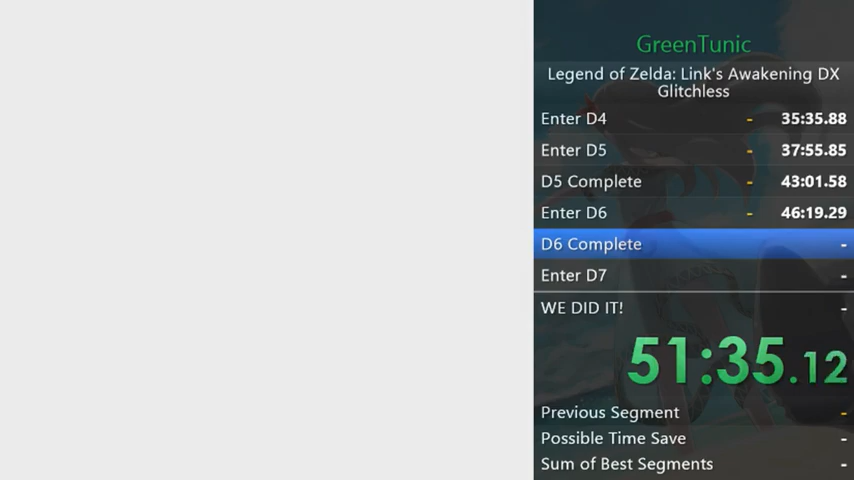 GreenTunic
Legend of Zelda: Link's Awakening DX
Glitchless
Enter D4 - 35:35.88
Enter D5 - 37:55.85
D5 Complete - 43:01.58
Enter D6 - 46:19.29
D6 Complete -
Enter D7 -
WE DID IT! -
51:35.12
Previous Segment -
Possible Time Save -
Sum of Best Segments -